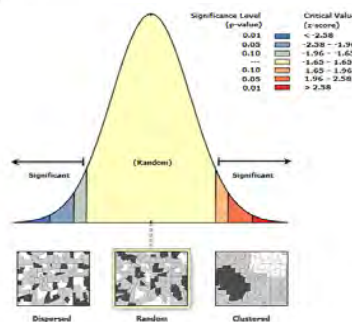 Significance Level Critical Value
(p-value) (z-score)
0.01 < -2.58
0.05 -2.58 - -1.96
0.10 -1.96 - -1.65
--- -1.65 - 1.65
0.10 1.65 - 1.96
0.05 1.96 - 2.58
0.01 > 2.58
(Random)
Significant Significant
Dispersed Random Clustered